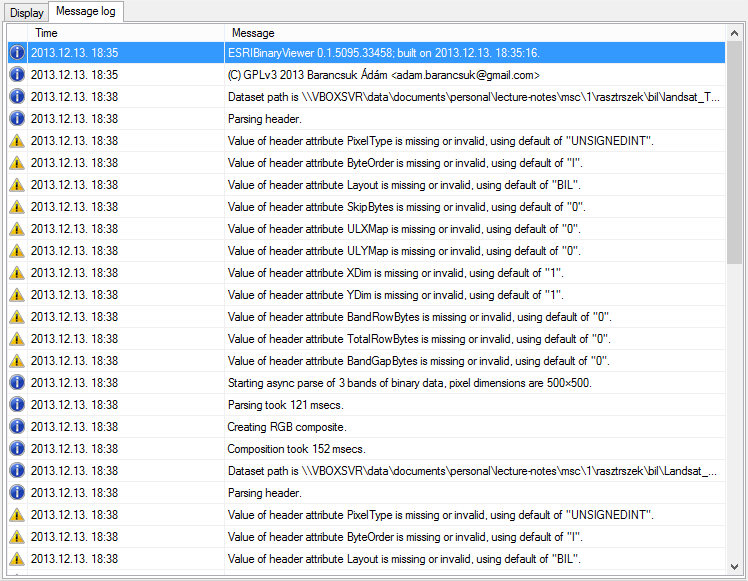 Display Message log
Time Message
2013.12.13. 18:35 ESRIBinaryViewer 0.1.5095.33458; built on 2013.12.13. 18:35:16.
2013.12.13. 18:35 (C) GPLv3 2013 Barancsuk Ádám <adam.barancsuk@gmail.com>
2013.12.13. 18:38 Dataset path is \\VBOXSVR\data\documents\personal\lecture-notes\msc\1\rasztrszek\bil\landsat_T...
2013.12.13. 18:38 Parsing header.
2013.12.13. 18:38 Value of header attribute PixelType is missing or invalid, using default of "UNSIGNEDINT".
2013.12.13. 18:38 Value of header attribute ByteOrder is missing or invalid, using default of "I".
2013.12.13. 18:38 Value of header attribute Layout is missing or invalid, using default of "BIL".
2013.12.13. 18:38 Value of header attribute SkipBytes is missing or invalid, using default of "0".
2013.12.13. 18:38 Value of header attribute ULXMap is missing or invalid, using default of "0".
2013.12.13. 18:38 Value of header attribute ULYMap is missing or invalid, using default of "0".
2013.12.13. 18:38 Value of header attribute XDim is missing or invalid, using default of "1".
2013.12.13. 18:38 Value of header attribute YDim is missing or invalid, using default of "1".
2013.12.13. 18:38 Value of header attribute BandRowBytes is missing or invalid, using default of "0".
2013.12.13. 18:38 Value of header attribute TotalRowBytes is missing or invalid, using default of "0".
2013.12.13. 18:38 Value of header attribute BandGapBytes is missing or invalid, using default of "0".
2013.12.13. 18:38 Starting async parse of 3 bands of binary data, pixel dimensions are 500×500.
2013.12.13. 18:38 Parsing took 121 msecs.
2013.12.13. 18:38 Creating RGB composite.
2013.12.13. 18:38 Composition took 152 msecs.
2013.12.13. 18:38 Dataset path is \\VBOXSVR\data\documents\personal\lecture-notes\msc\1\rasztrszek\bil\Landsat_...
2013.12.13. 18:38 Parsing header.
2013.12.13. 18:38 Value of header attribute PixelType is missing or invalid, using default of "UNSIGNEDINT".
2013.12.13. 18:38 Value of header attribute ByteOrder is missing or invalid, using default of "I".
2013.12.13. 18:38 Value of header attribute Layout is missing or invalid, using default of "BIL".